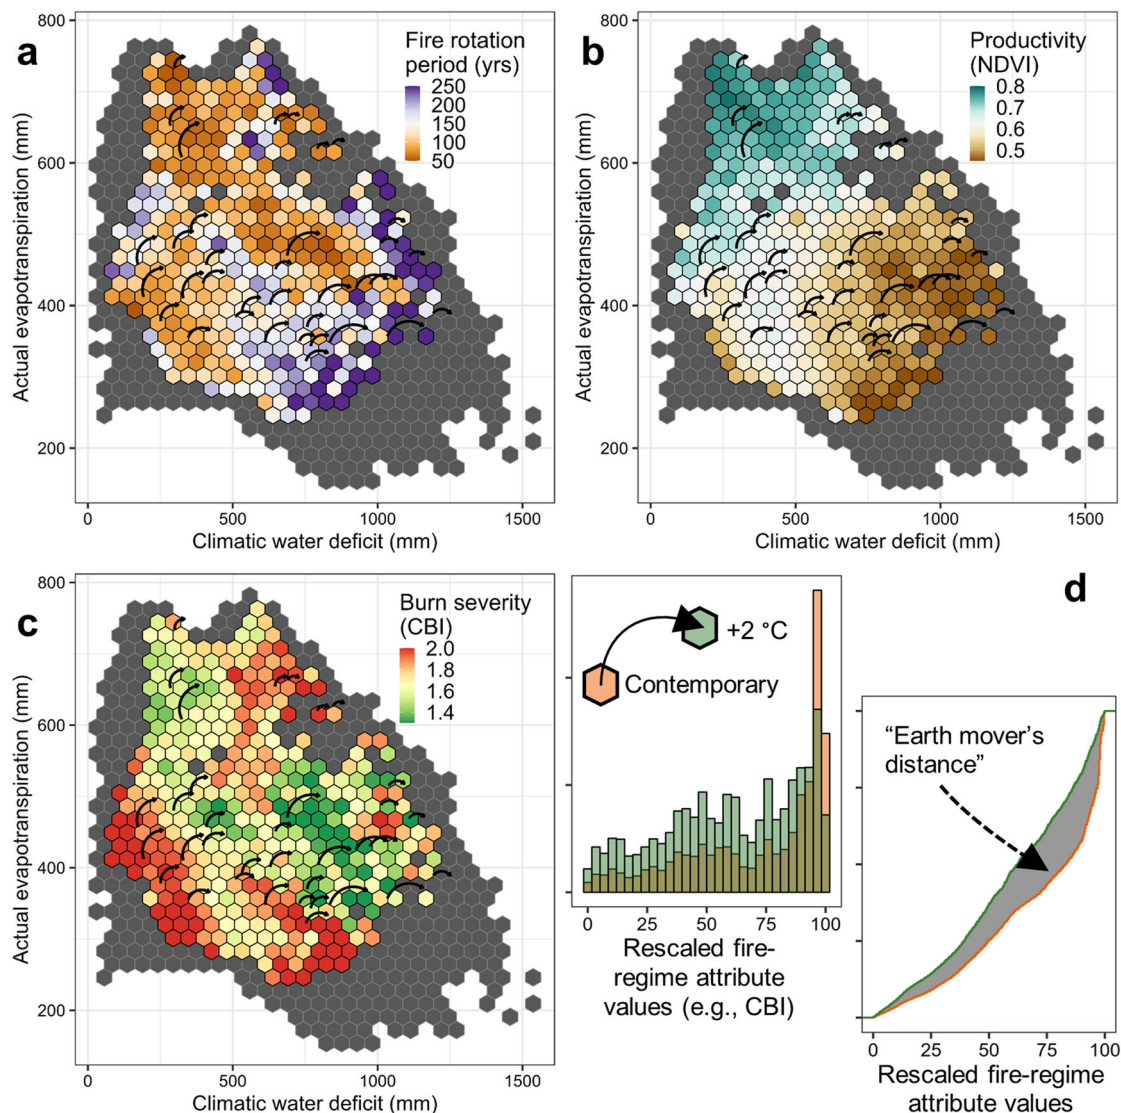 a
Fire rotation
period (yrs)
250
200
150
100
50
800
600
400
200
Actual evapotranspiration (mm)
0
500
1000
1500
Climatic water deficit (mm)
b
Productivity
(NDVI)
0.8
0.7
0.6
0.5
800
600
400
200
Actual evapotranspiration (mm)
0
500
1000
1500
Climatic water deficit (mm)
c
Burn severity
(CBI)
2.0
1.8
1.6
1.4
800
600
400
200
Actual evapotranspiration (mm)
0
500
1000
1500
Climatic water deficit (mm)
d
+2 °C
Contemporary
0
25
50
75
100
Rescaled fire-
regime attribute
values (e.g., CBI)
“Earth mover’s
distance”
0
25
50
75
100
Rescaled fire-regime
attribute values